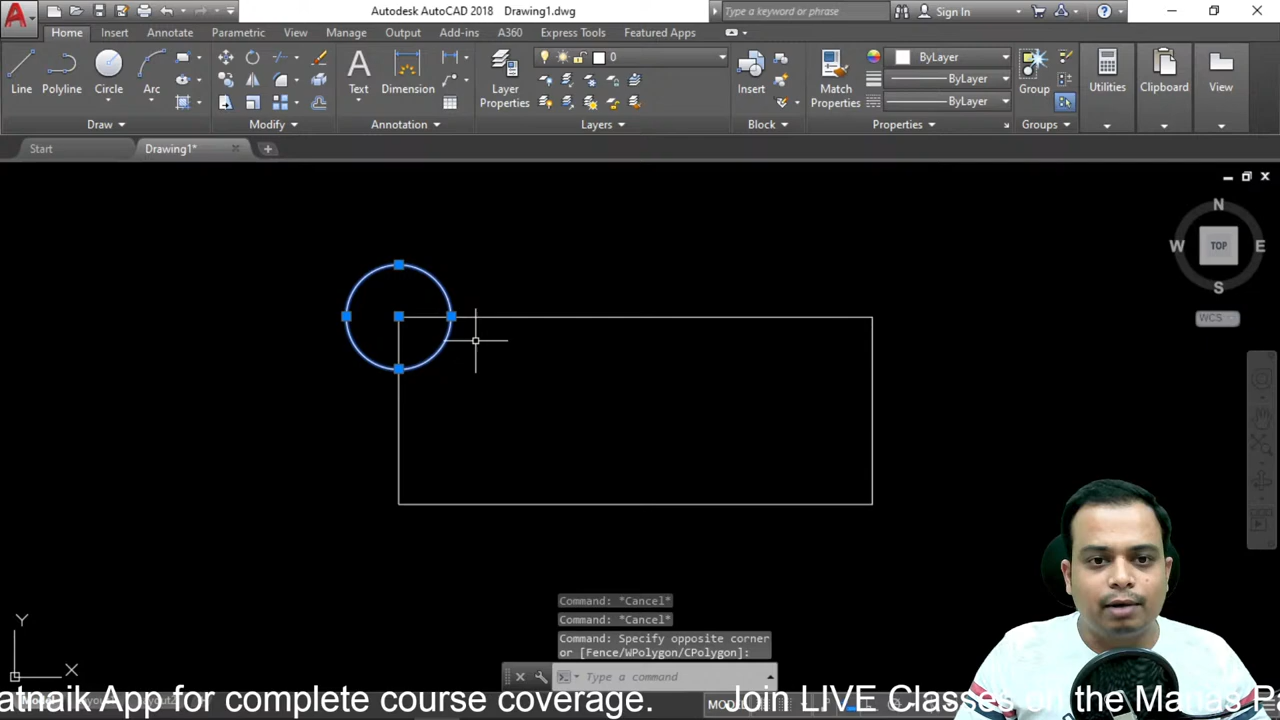 Autodesk AutoCAD 2018 Drawing1.dwg
Type a keyword or phrase
Sign In
Home Insert Annotate Parametric View Manage Output Add-ins A360 Express Tools Featured Apps
0
ByLayer
ByLayer
ByLayer
Line Polyline Circle Arc
Text Dimension
Layer Properties
Insert
Match Properties
Group
Utilities Clipboard View
Draw Modify Annotation Layers Block Properties Groups
Start Drawing1*
N
W TOP E
S
WCS
Command: *Cancel*
Command: *Cancel*
Command: Specify opposite corner
or [Fence/WPolygon/CPolygon]:
Type a command
Y
X
MODEL
atnaik App for complete course coverage. Join LIVE Classes on the Manas Pa